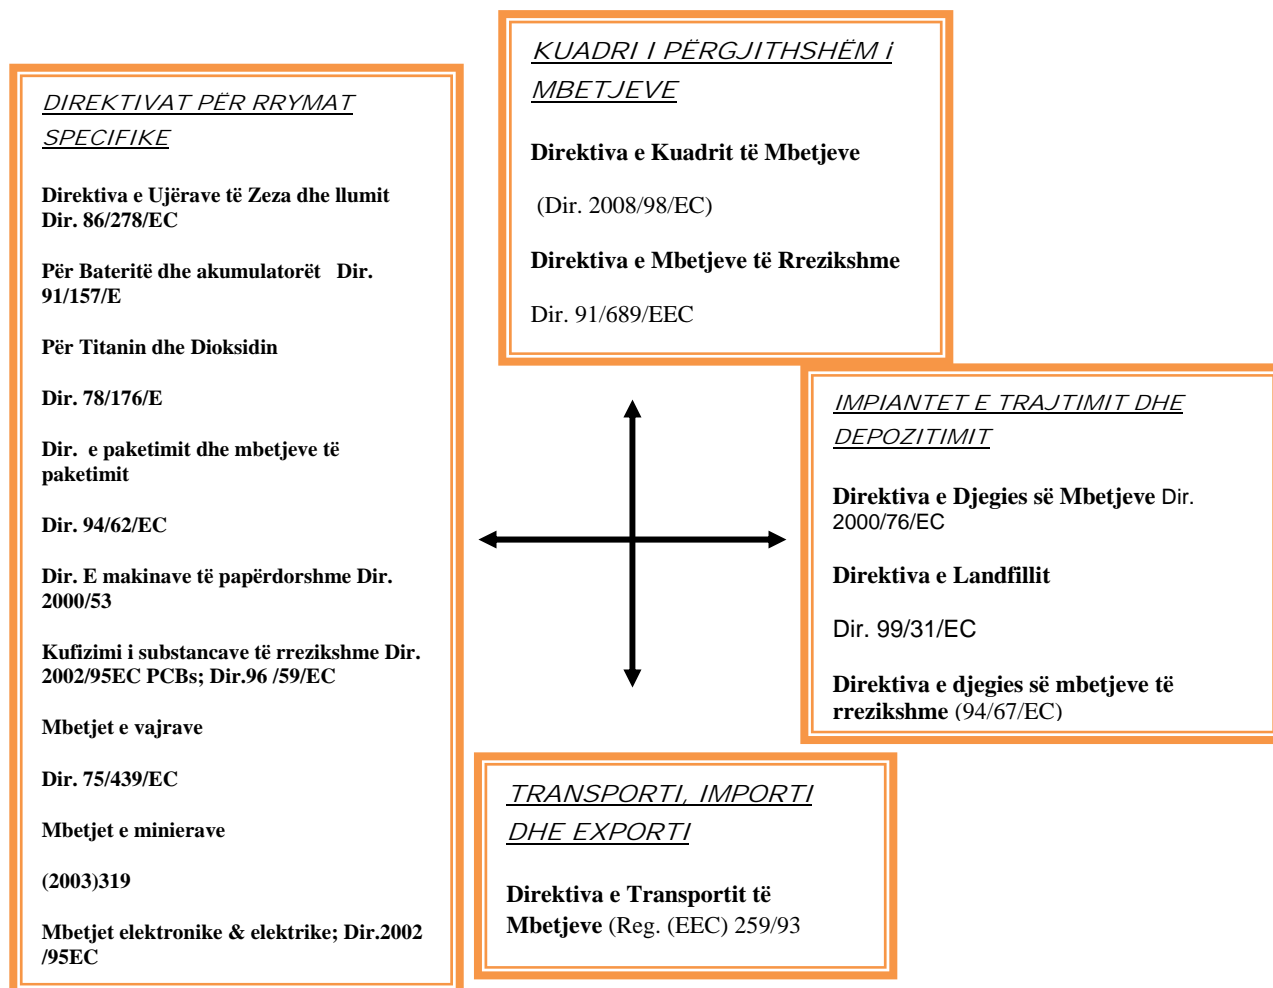 KUADRI I PËRGJITHSHËM i
MBETJEVE
Direktiva e Kuadrit të Mbetjeve
(Dir. 2008/98/EC)
Direktiva e Mbetjeve të Rrezikshme
Dir. 91/689/EEC
DIREKTIVAT PËR RRYMAT
SPECIFIKE
Direktiva e Ujërave të Zeza dhe llumit
Dir. 86/278/EC
Për Bateritë dhe akumulatorët Dir.
91/157/E
Për Titanin dhe Dioksidin
Dir. 78/176/E
Dir. e paketimit dhe mbetjeve të
paketimit
Dir. 94/62/EC
Dir. E makinave të papërdorshme Dir.
2000/53
Kufizimi i substancave të rrezikshme Dir.
2002/95EC PCBs; Dir.96 /59/EC
Mbetjet e vajrave
Dir. 75/439/EC
Mbetjet e minierave
(2003)319
Mbetjet elektronike & elektrike; Dir.2002
/95EC
IMPIANTET E TRAJTIMIT DHE
DEPOZITIMIT
Direktiva e Djegies së Mbetjeve Dir.
2000/76/EC
Direktiva e Landfillit
Dir. 99/31/EC
Direktiva e djegies së mbetjeve të
rrezikshme (94/67/EC)
TRANSPORTI, IMPORTI
DHE EXPORTI
Direktiva e Transportit të
Mbetjeve (Reg. (EEC) 259/93